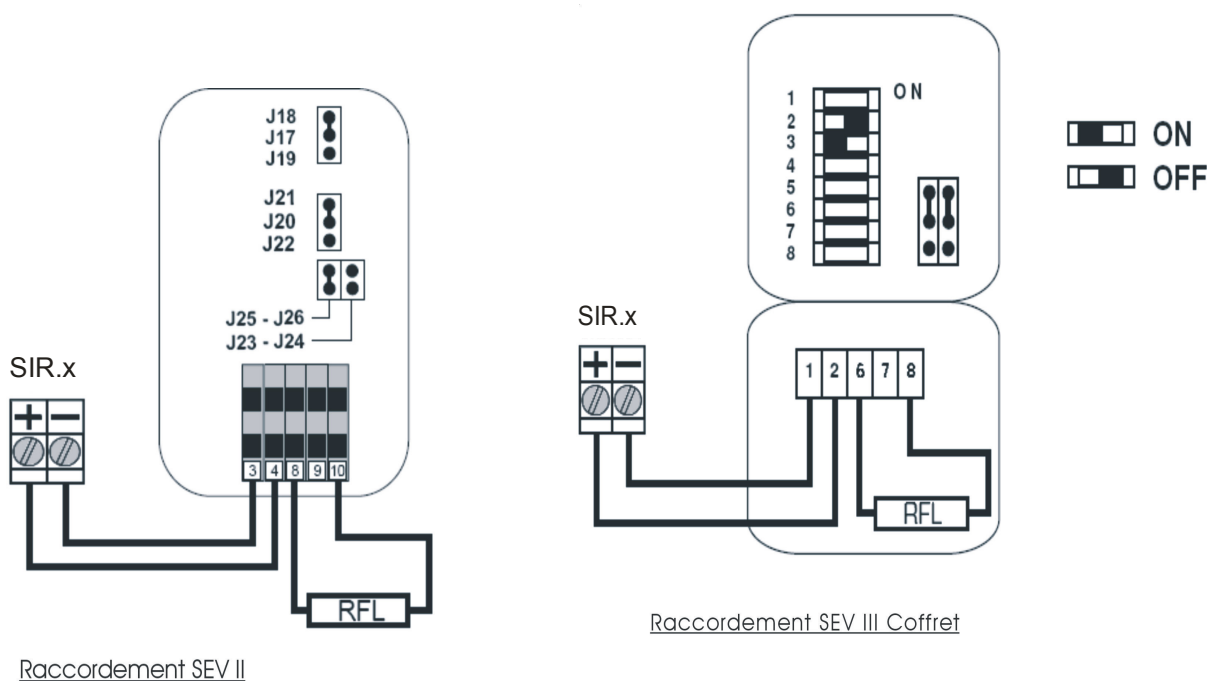 J18
J17
J19
J21
J20
J22
J25 - J26
J23 - J24
SIR.x
+ −
3 4 8 9 10
RFL
Raccordement SEV II
1
2
3
4
5
6
7
8
ON
ON
OFF
SIR.x
+ −
1 2 6 7 8
RFL
Raccordement SEV III Coffret